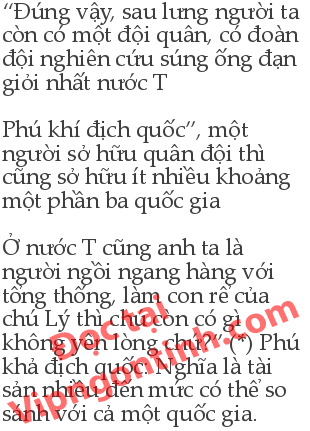 “Đúng vậy, sau lưng người ta
còn có một đội quân, có đoàn
đội nghiên cứu súng ống đạn
giỏi nhất nước T
Phú khí địch quốc”, một
người sở hữu quân đội thì
cũng sở hữu ít nhiều khoảng
một phần ba quốc gia
Ở nước T cũng anh ta là
người ngồi ngang hàng với
tổng thống, làm con rể của
chú Lý thì chú còn có gì
không yên lòng chứ?” (*) Phú
khả địch quốc: Nghĩa là tài
sản nhiều đến mức có thể so
sánh với cả một quốc gia.
Đọc tại
Vipngontinh.com